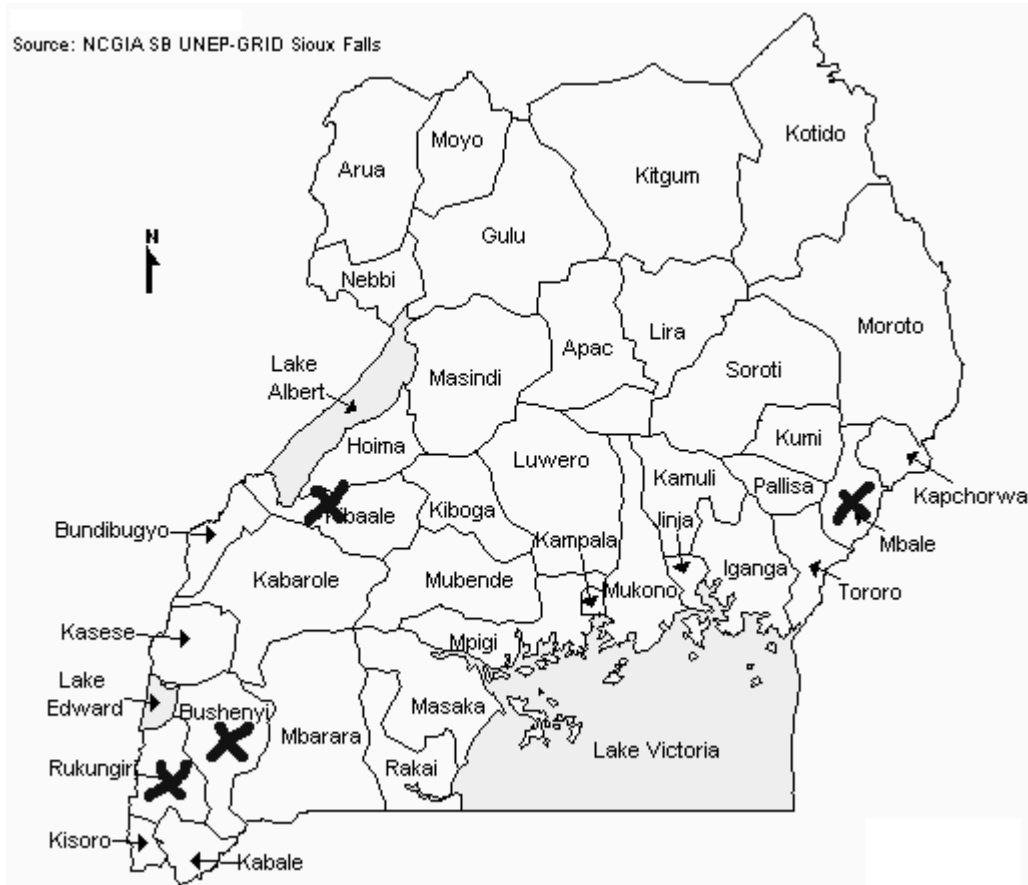 Source: NCGIA SB UNEP-GRID Sioux Falls
Kotido
Moyo
Arua
Kitgum
N
Gulu
Nebbi
Moroto
Lira
Apac
Lake
Albert
Masindi
Soroti
Kumi
Hoima
Luwero
Kamuli
Pallisa
Kapchorwa
Kiboga
Kibaale
Jinja
Bundibugyo
Kampala
Mbale
Iganga
Kabarole
Mubende
Mukono
Tororo
Kasese
Mpigi
Lake
Edward
Bushenyi
Masaka
Mbarara
Lake Victoria
Rukungiri
Rakai
Kisoro
Kabale